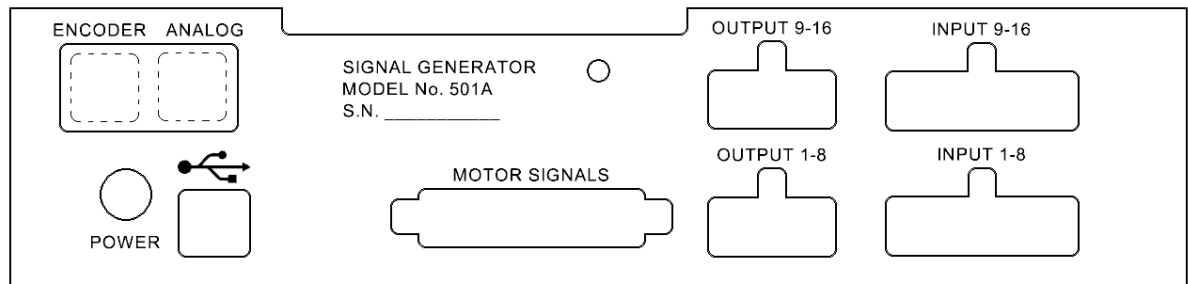 ENCODER ANALOG
SIGNAL GENERATOR
MODEL No. 501A
S.N. ___________
OUTPUT 9-16
INPUT 9-16
POWER
MOTOR SIGNALS
OUTPUT 1-8
INPUT 1-8